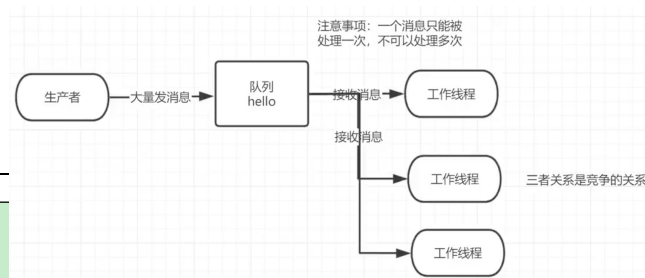 注意事项：一个消息只能被
处理一次，不可以处理多次
生产者
大量发消息
队列
hello
接收消息
工作线程
接收消息
工作线程
三者关系是竞争的关系
工作线程